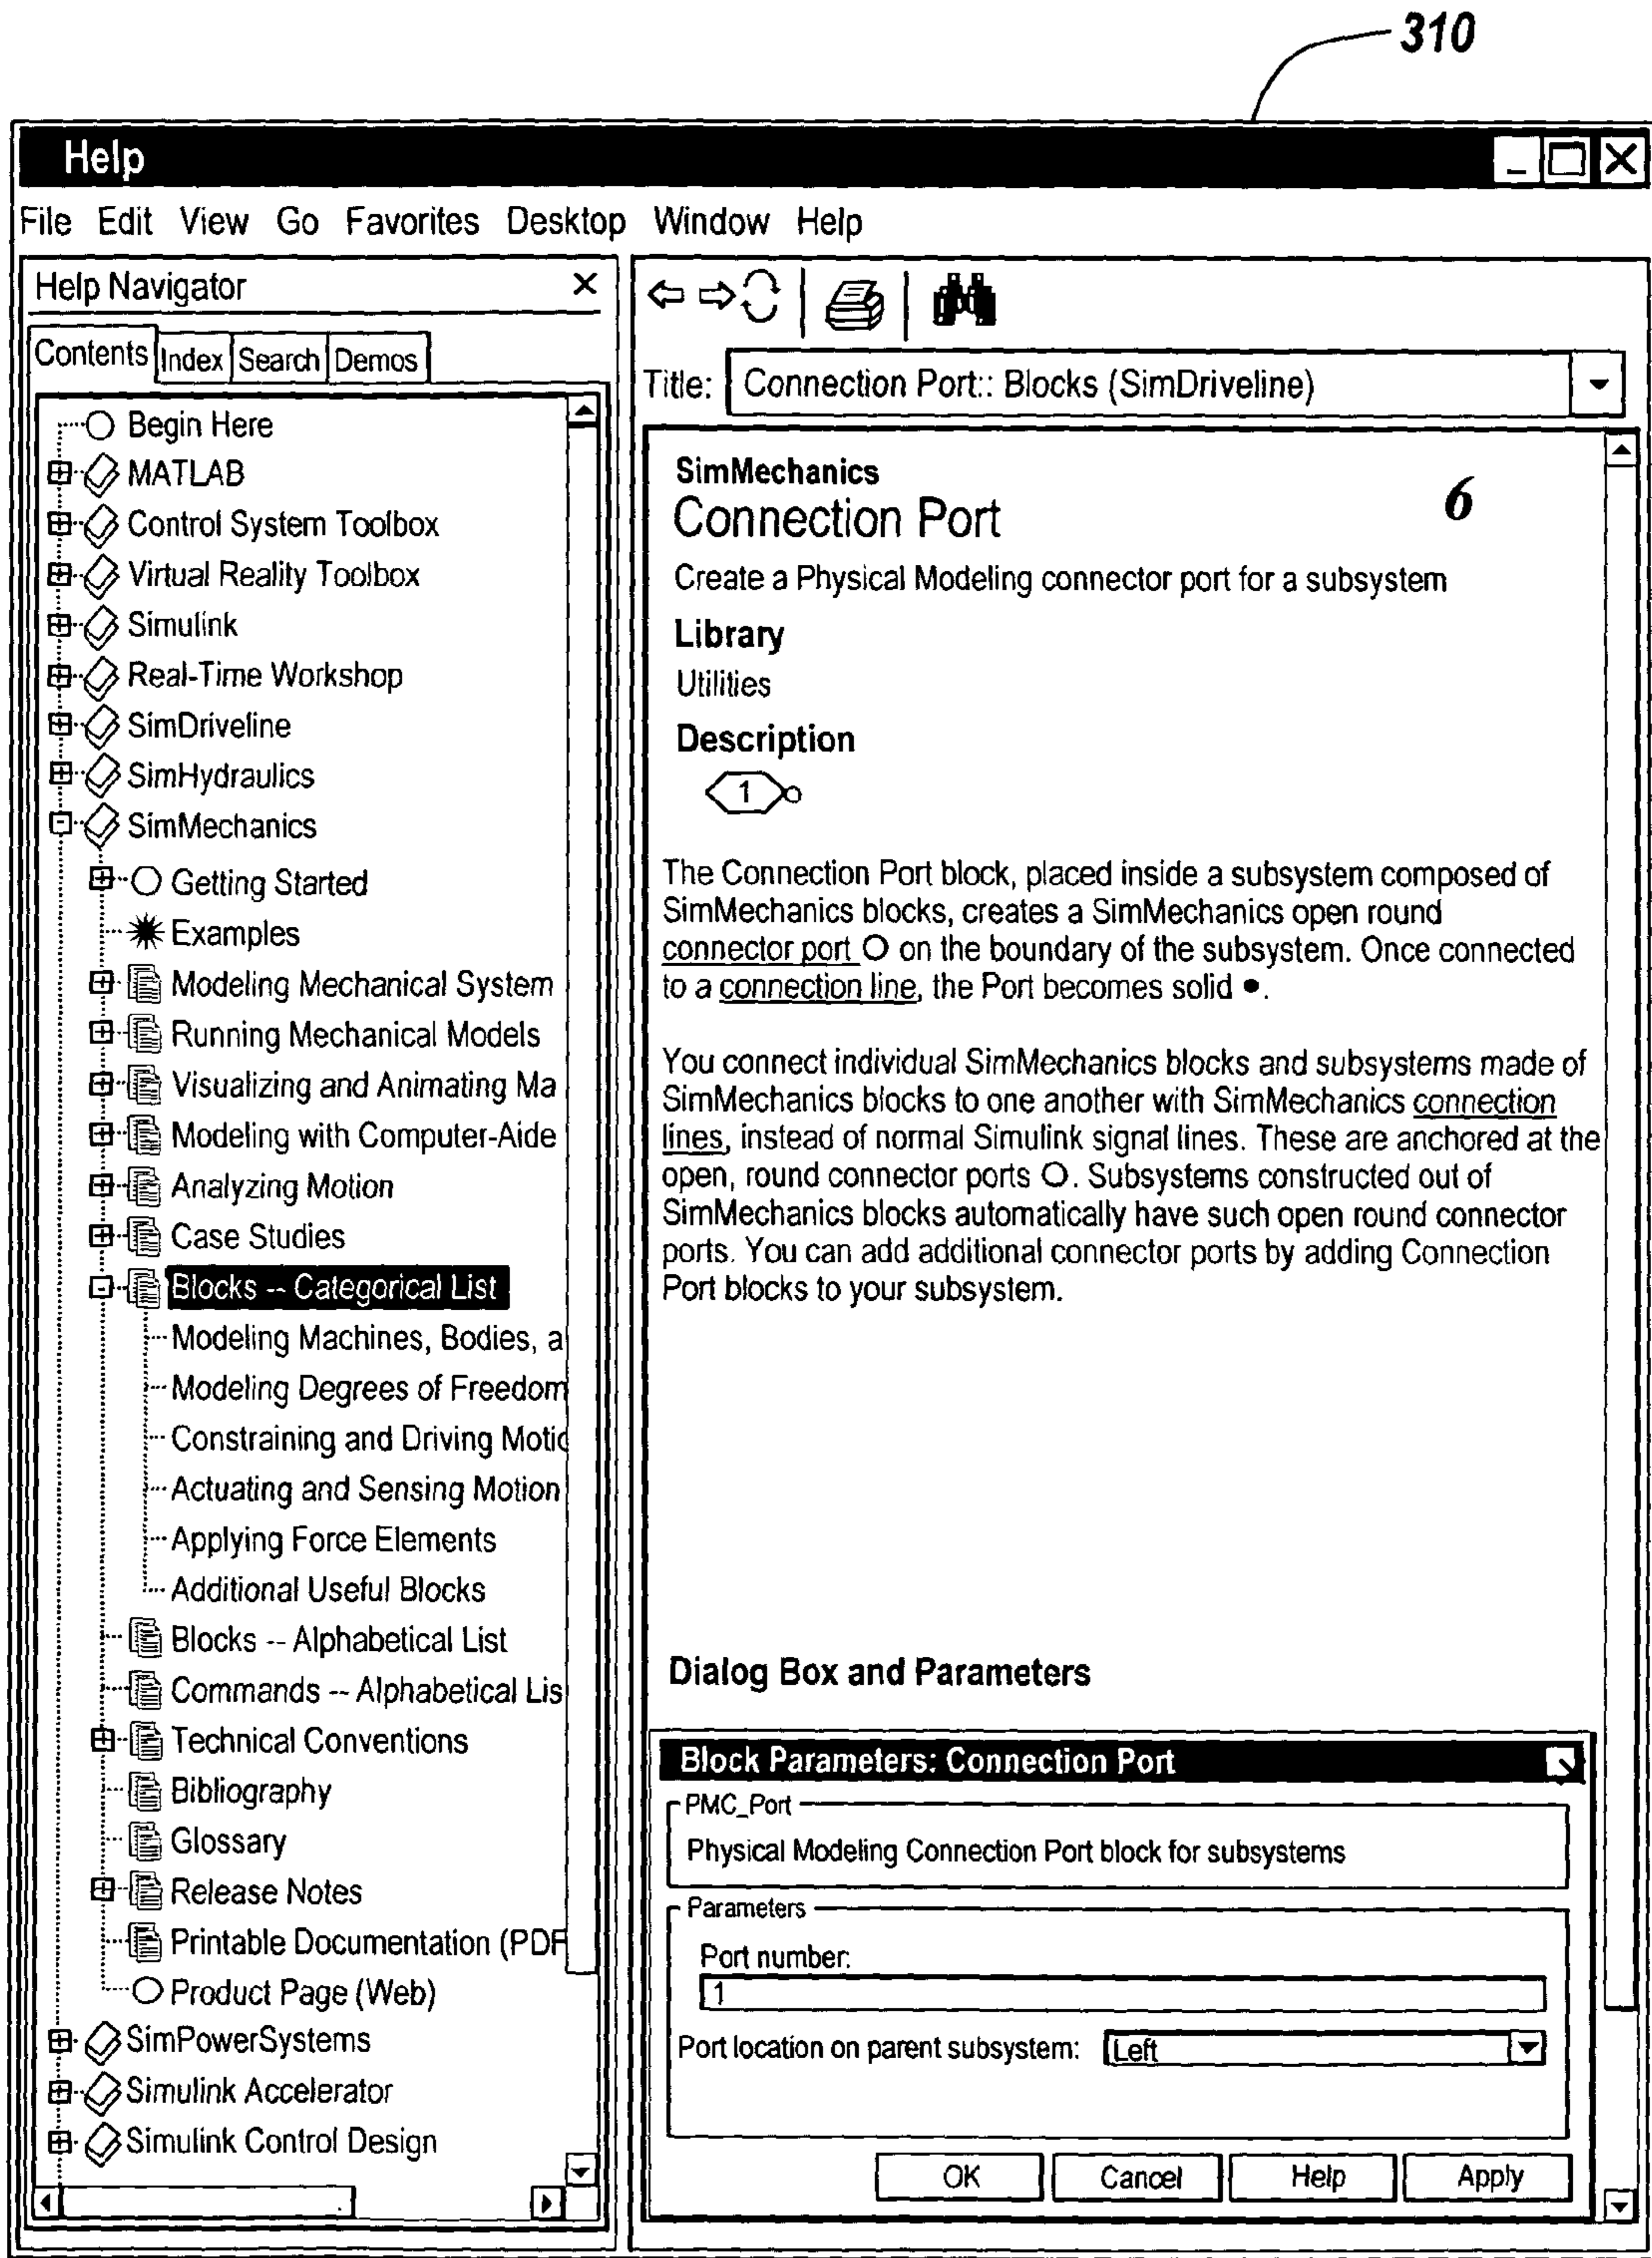 310
Help
File Edit View Go Favorites Desktop Window Help
Help Navigator
Contents Index Search Demos
Begin Here
MATLAB
Control System Toolbox
Virtual Reality Toolbox
Simulink
Real-Time Workshop
SimDriveline
SimHydraulics
SimMechanics
Getting Started
Examples
Modeling Mechanical System
Running Mechanical Models
Visualizing and Animating Ma
Modeling with Computer-Aide
Analyzing Motion
Case Studies
Blocks -- Categorical List
Modeling Machines, Bodies, a
Modeling Degrees of Freedom
Constraining and Driving Motio
Actuating and Sensing Motion
Applying Force Elements
Additional Useful Blocks
Blocks -- Alphabetical List
Commands -- Alphabetical Lis
Technical Conventions
Bibliography
Glossary
Release Notes
Printable Documentation (PDF
Product Page (Web)
SimPowerSystems
Simulink Accelerator
Simulink Control Design
Title: Connection Port:: Blocks (SimDriveline)
SimMechanics
6
Connection Port
Create a Physical Modeling connector port for a subsystem
Library
Utilities
Description
1
The Connection Port block, placed inside a subsystem composed of
SimMechanics blocks, creates a SimMechanics open round
connector port O on the boundary of the subsystem. Once connected
to a connection line, the Port becomes solid ●.
You connect individual SimMechanics blocks and subsystems made of
SimMechanics blocks to one another with SimMechanics connection
lines, instead of normal Simulink signal lines. These are anchored at the
open, round connector ports O. Subsystems constructed out of
SimMechanics blocks automatically have such open round connector
ports. You can add additional connector ports by adding Connection
Port blocks to your subsystem.
Dialog Box and Parameters
Block Parameters: Connection Port
PMC_Port
Physical Modeling Connection Port block for subsystems
Parameters
Port number:
1
Port location on parent subsystem: Left
OK Cancel Help Apply